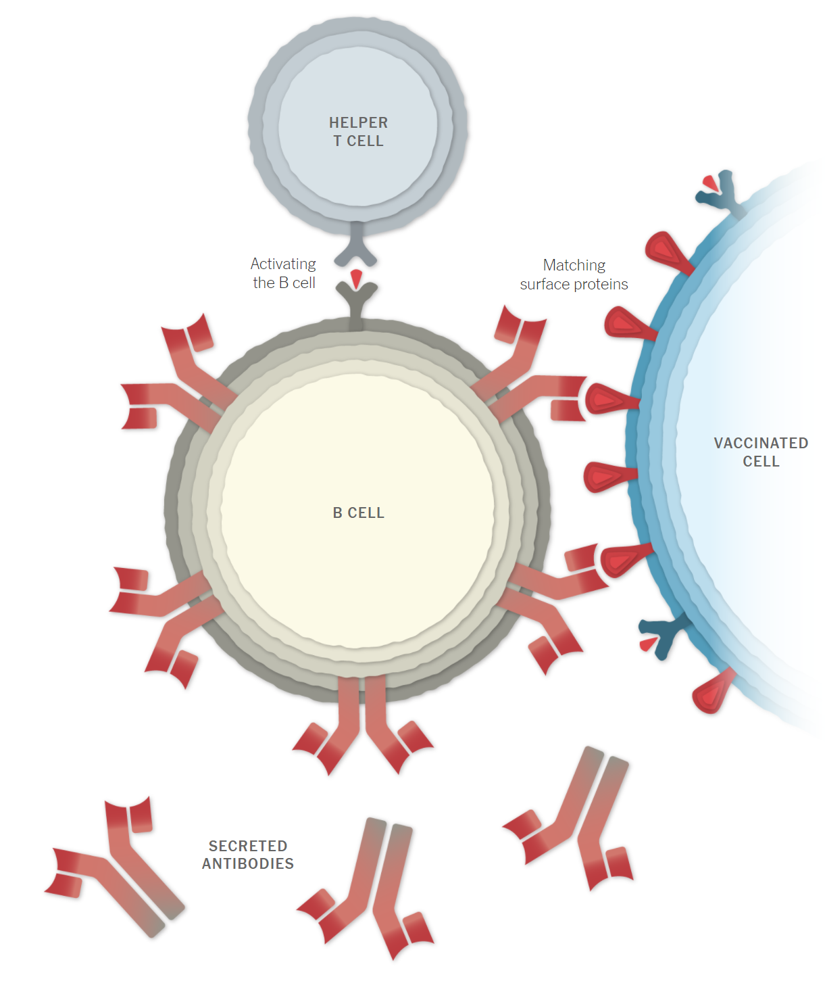 HELPER
T CELL
Activating
the B cell
Matching
surface proteins
VACCINATED
CELL
B CELL
SECRETED
ANTIBODIES